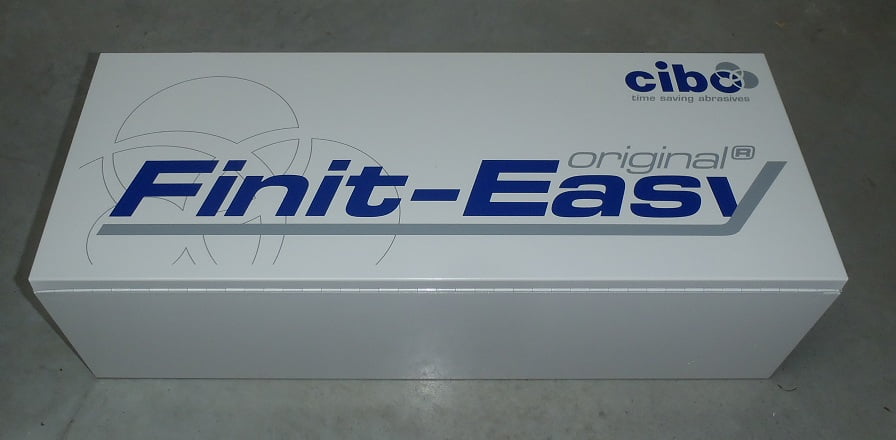 cibo
time saving abrasives
original®
Finit-Easy